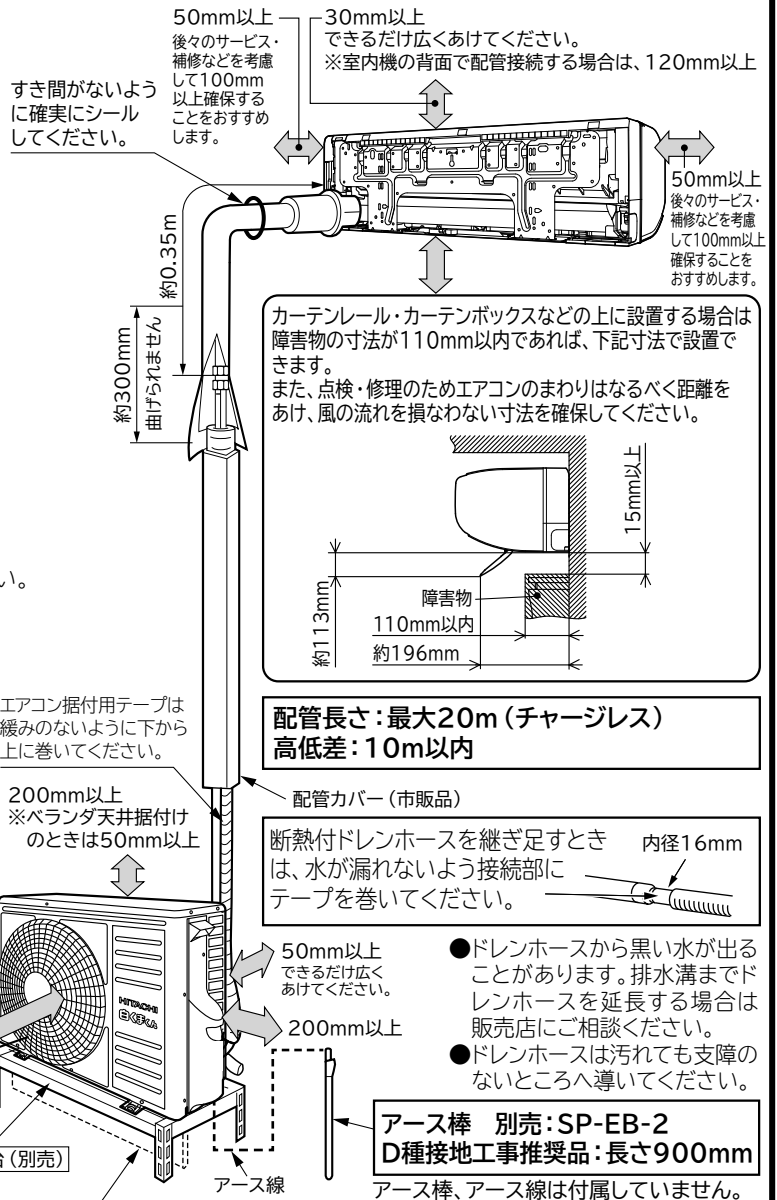 50mm以上
後々のサービス・
補修などを考慮
して100mm
以上確保する
ことをおすすめ
します。
30mm以上
できるだけ広くあけてください。
※室内機の背面で配管接続する場合は、120mm以上
すき間がないよう
に確実にシール
してください。
50mm以上
後々のサービス・
補修などを考慮
して100mm以上
確保することを
おすすめします。
約0.35m
約300mm
曲げられません
カーテンレール・カーテンボックスなどの上に設置する場合は
障害物の寸法が110mm以内であれば、下記寸法で設置で
きます。
また、点検・修理のためエアコンのまわりはなるべく距離を
あけ、風の流れを損なわない寸法を確保してください。
15mm以上
約113mm
障害物
110mm以内
約196mm
い。
エアコン据付用テープは
緩みのないように下から
上に巻いてください。
配管長さ：最大20m（チャージレス）
高低差：10m以内
配管カバー（市販品）
200mm以上
※ベランダ天井据付け
のときは50mm以上
断熱付ドレンホースを継ぎ足すとき
は、水が漏れないよう接続部に
テープを巻いてください。
内径16mm
50mm以上
できるだけ広く
あけてください。
200mm以上
●ドレンホースから黒い水が出る
ことがあります。排水溝までド
レンホースを延長する場合は
販売店にご相談ください。
●ドレンホースは汚れても支障の
ないところへ導いてください。
HITACHI
白くまくん
アース棒　別売：SP-EB-2
D種接地工事推奨品：長さ900mm
アース棒、アース線は付属していません。
アース線
台（別売）